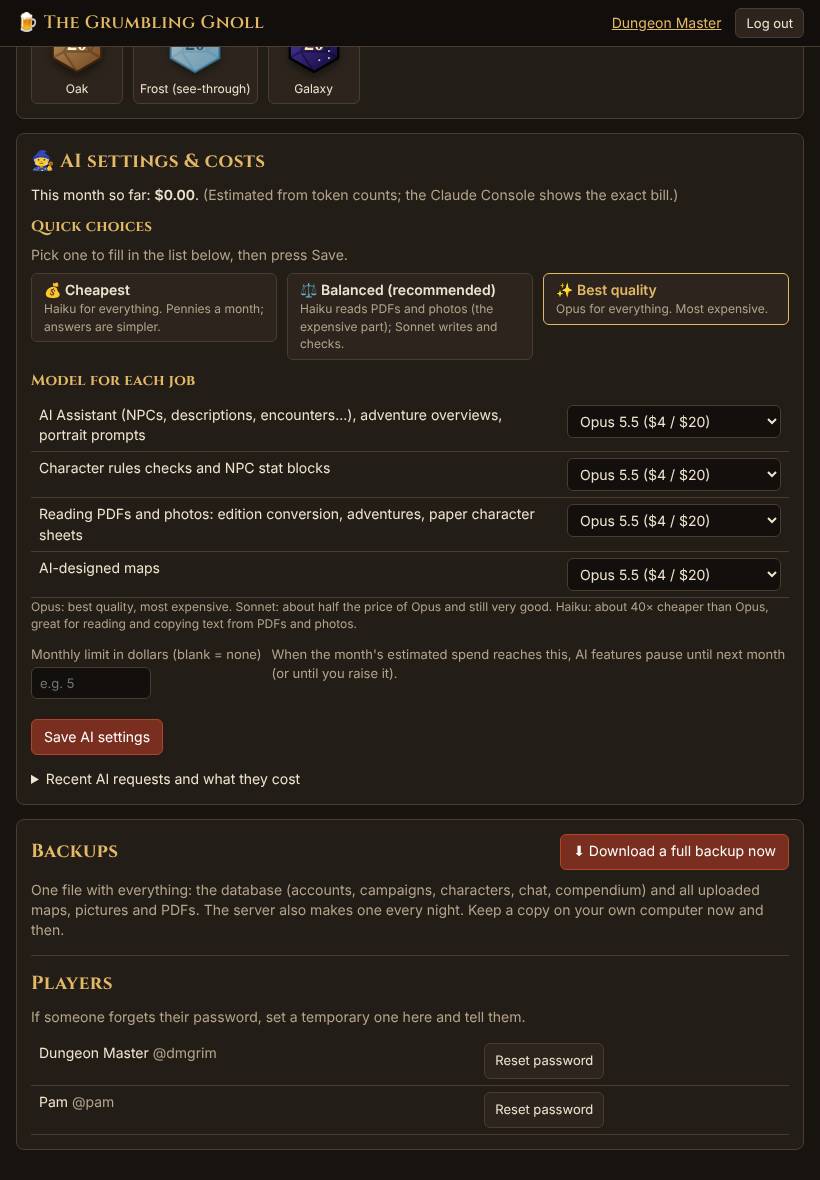 The Grumbling Gnoll
Dungeon Master
Log out
Oak
Frost (see-through)
Galaxy
AI settings & costs
This month so far: $0.00. (Estimated from token counts; the Claude Console shows the exact bill.)
Quick choices
Pick one to fill in the list below, then press Save.
Cheapest
Haiku for everything. Pennies a month;
answers are simpler.
Balanced (recommended)
Haiku reads PDFs and photos (the
expensive part); Sonnet writes and
checks.
Best quality
Opus for everything. Most expensive.
Model for each job
AI Assistant (NPCs, descriptions, encounters…), adventure overviews,
portrait prompts
Opus 5.5 ($4 / $20)
Character rules checks and NPC stat blocks
Opus 5.5 ($4 / $20)
Reading PDFs and photos: edition conversion, adventures, paper character
sheets
Opus 5.5 ($4 / $20)
AI-designed maps
Opus 5.5 ($4 / $20)
Opus: best quality, most expensive. Sonnet: about half the price of Opus and still very good. Haiku: about 40× cheaper than Opus,
great for reading and copying text from PDFs and photos.
Monthly limit in dollars (blank = none)
e.g. 5
When the month's estimated spend reaches this, AI features pause until next month
(or until you raise it).
Save AI settings
Recent AI requests and what they cost
Backups
⬇ Download a full backup now
One file with everything: the database (accounts, campaigns, characters, chat, compendium) and all uploaded
maps, pictures and PDFs. The server also makes one every night. Keep a copy on your own computer now and
then.
Players
If someone forgets their password, set a temporary one here and tell them.
Dungeon Master @dmgrim
Reset password
Pam @pam
Reset password